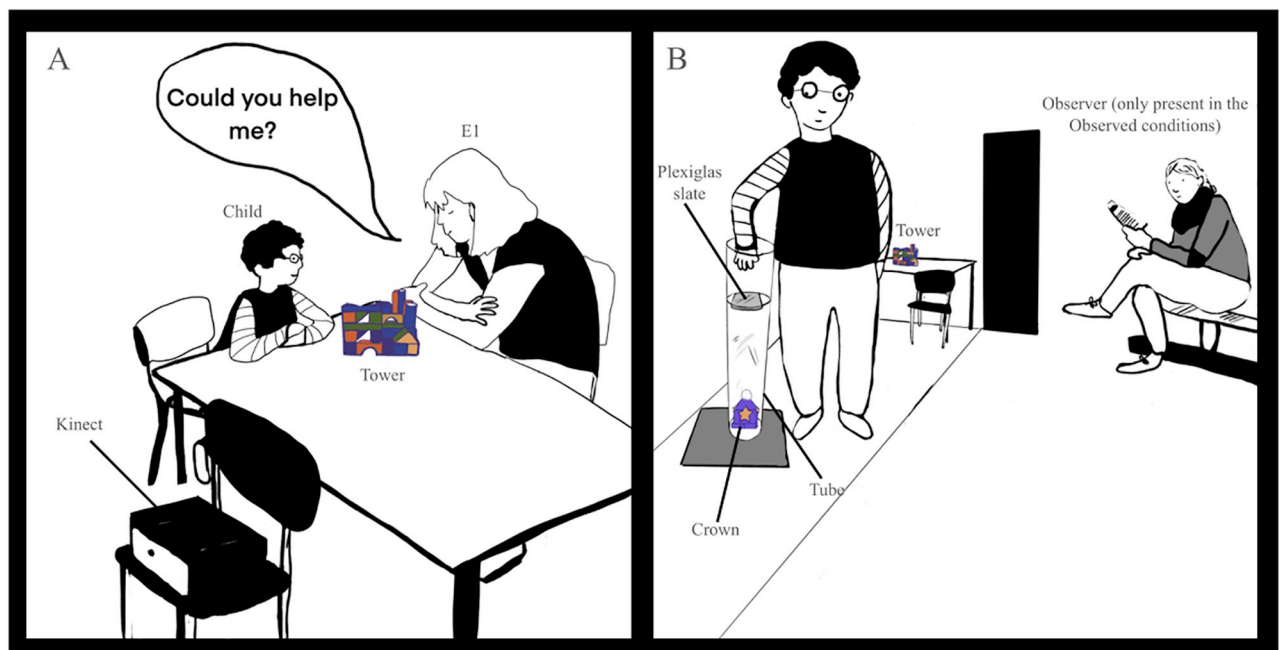 A
Could you help
me?
E1
Child
Tower
Kinect
B
Observer (only present in the
Observed conditions)
Plexiglas
slate
Tower
Tube
Crown